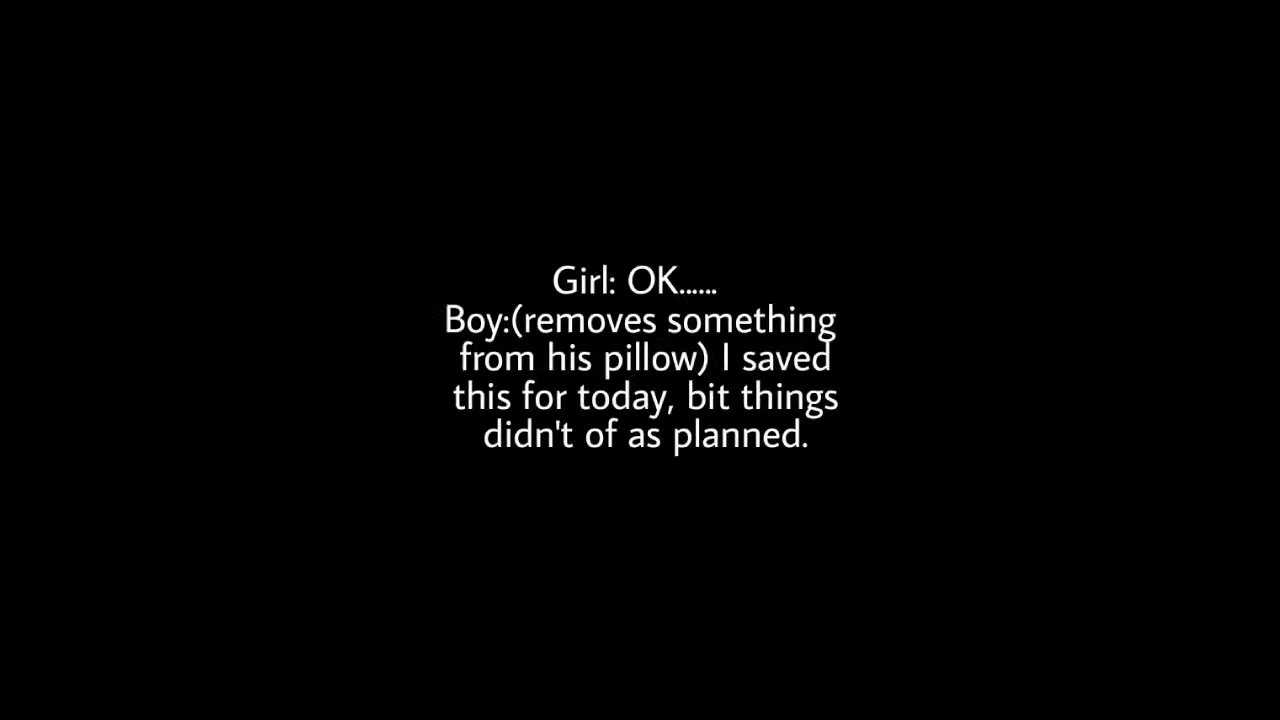 Girl: OK......
Boy:(removes something
from his pillow) I saved
this for today, bit things
didn't of as planned.